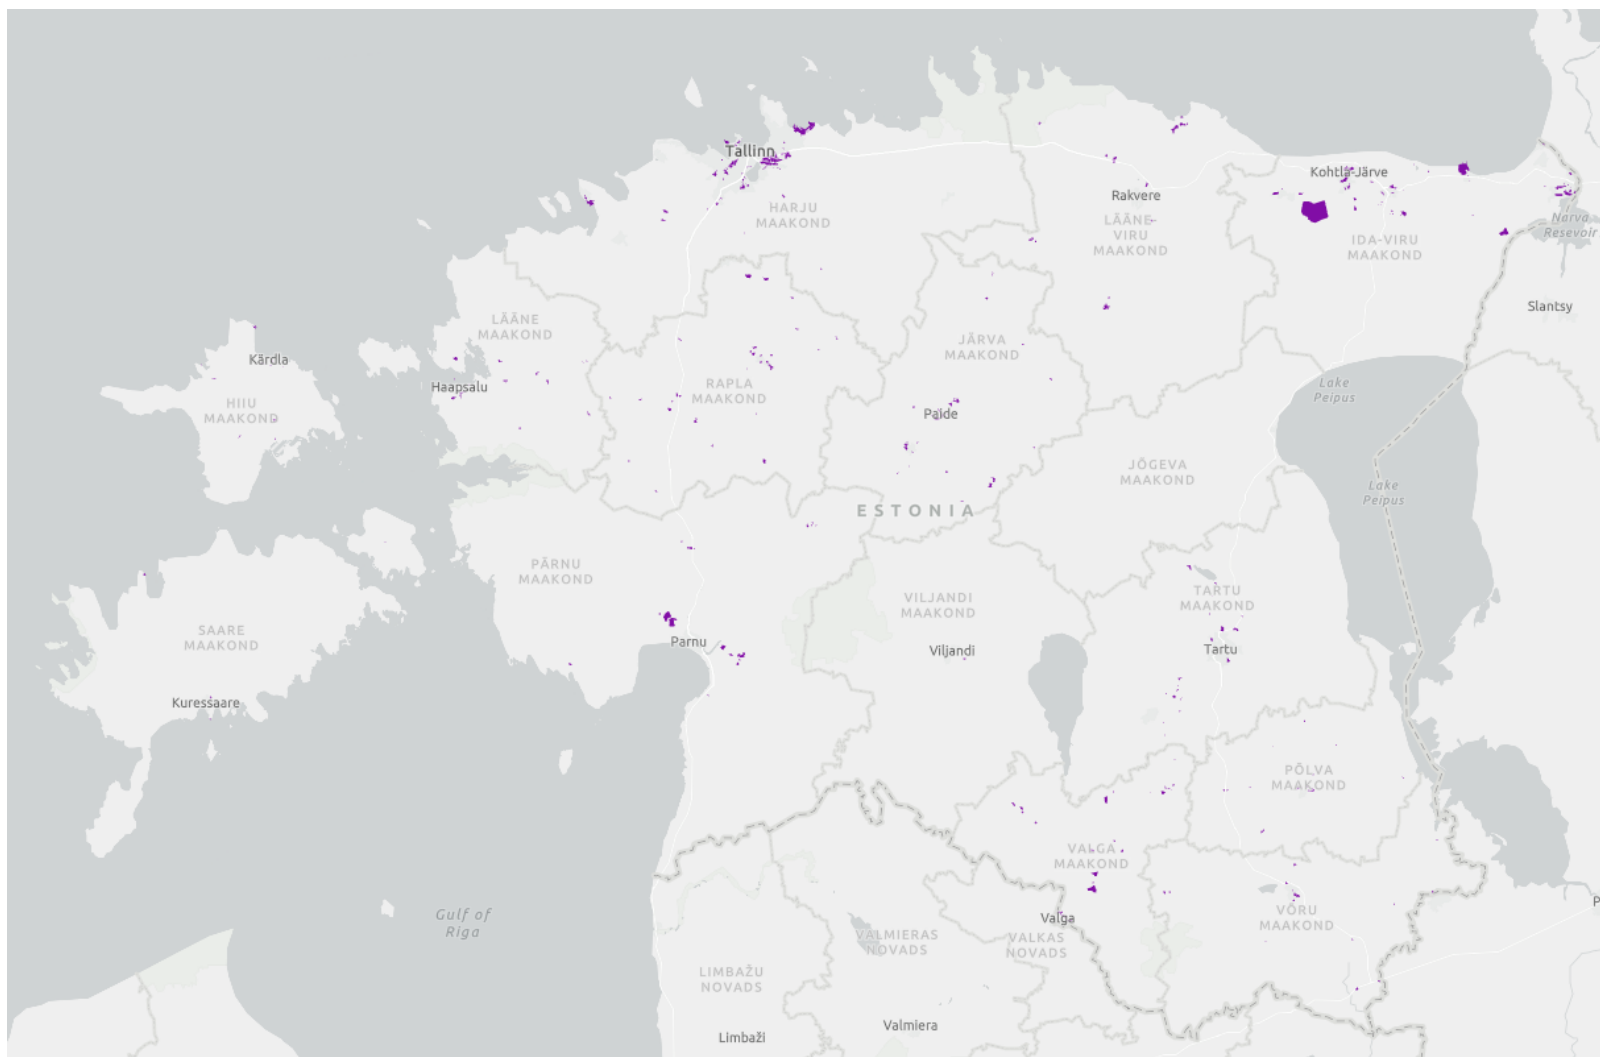 Tallinn
Kohtla-Järve
Rakvere
HARJU
MAAKOND
LÄÄNE-
VIRU
MAAKOND
Narva
Resevoir
IDA-VIRU
MAAKOND
Slantsy
LÄÄNE
MAAKOND
JÄRVA
MAAKOND
Kärdla
Haapsalu
RAPLA
MAAKOND
Lake
Peipus
HIIU
MAAKOND
Paide
JÕGEVA
MAAKOND
Lake
Peipus
ESTONIA
PÄRNU
MAAKOND
VILJANDI
MAAKOND
TARTU
MAAKOND
SAARE
MAAKOND
Parnu
Viljandi
Tartu
Kuressaare
PÕLVA
MAAKOND
VALGA
MAAKOND
Gulf of
Riga
Valga
VÕRU
MAAKOND
VALMIERAS
NOVADS
VALKAS
NOVADS
LIMBAŽU
NOVADS
Valmiera
Limbaži